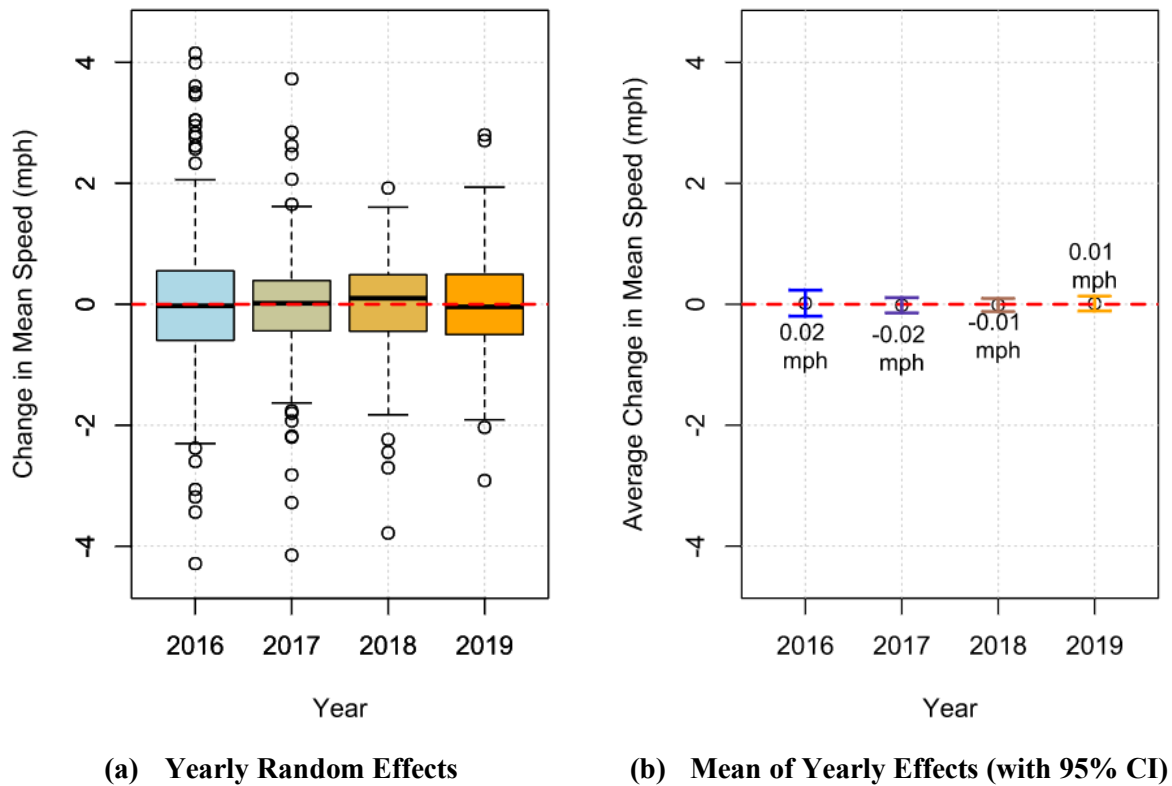 Change in Mean Speed (mph)
4
2
0
-2
-4
2016 2017 2018 2019
Year
(a) Yearly Random Effects
Average Change in Mean Speed (mph)
4
2
0
-2
-4
0.02
mph
-0.02
mph
-0.01
mph
0.01
mph
2016 2017 2018 2019
Year
(b) Mean of Yearly Effects (with 95% CI)